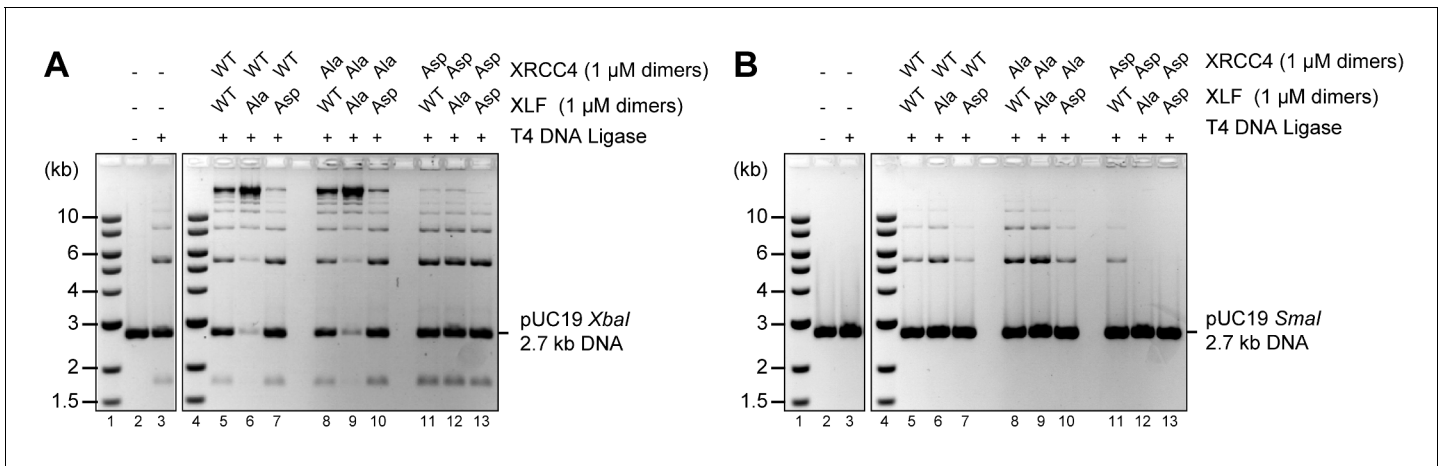 A
- - WT WT WT Ala Ala Ala Asp Asp Asp XRCC4 (1 µM dimers)
- - WT Ala Asp WT Ala Asp WT Ala Asp XLF (1 µM dimers)
- + + + + + + + + + + T4 DNA Ligase
(kb)
10
6
4
3
2
1.5
pUC19 XbaI
2.7 kb DNA
1 2 3 4 5 6 7 8 9 10 11 12 13
B
- - WT WT WT Ala Ala Ala Asp Asp Asp XRCC4 (1 µM dimers)
- - WT Ala Asp WT Ala Asp WT Ala Asp XLF (1 µM dimers)
- + + + + + + + + + + T4 DNA Ligase
(kb)
10
6
4
3
2
1.5
pUC19 SmaI
2.7 kb DNA
1 2 3 4 5 6 7 8 9 10 11 12 13